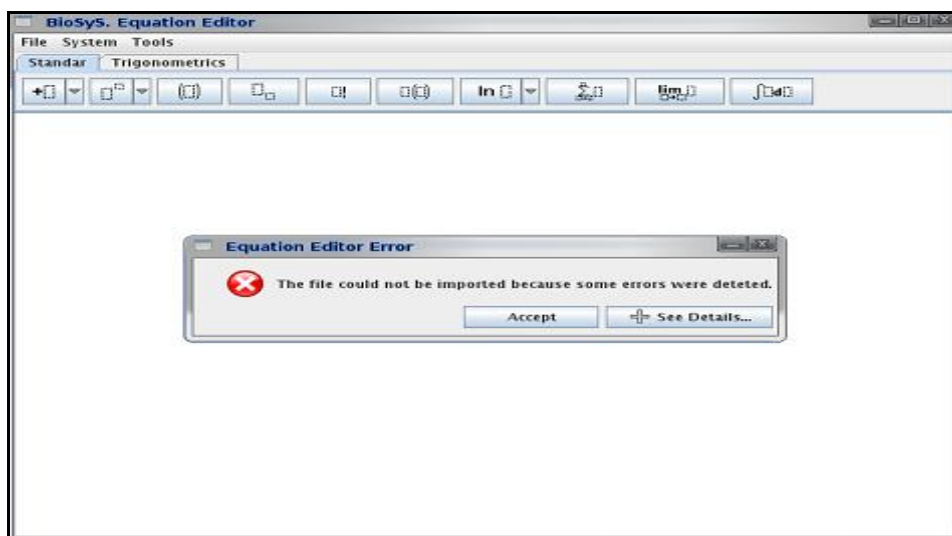 BioSyS. Equation Editor
File System Tools
Standar Trigonometrics
+ () ! () ln Σ lim ∫ d
Equation Editor Error
The file could not be imported because some errors were deteted.
Accept See Details...